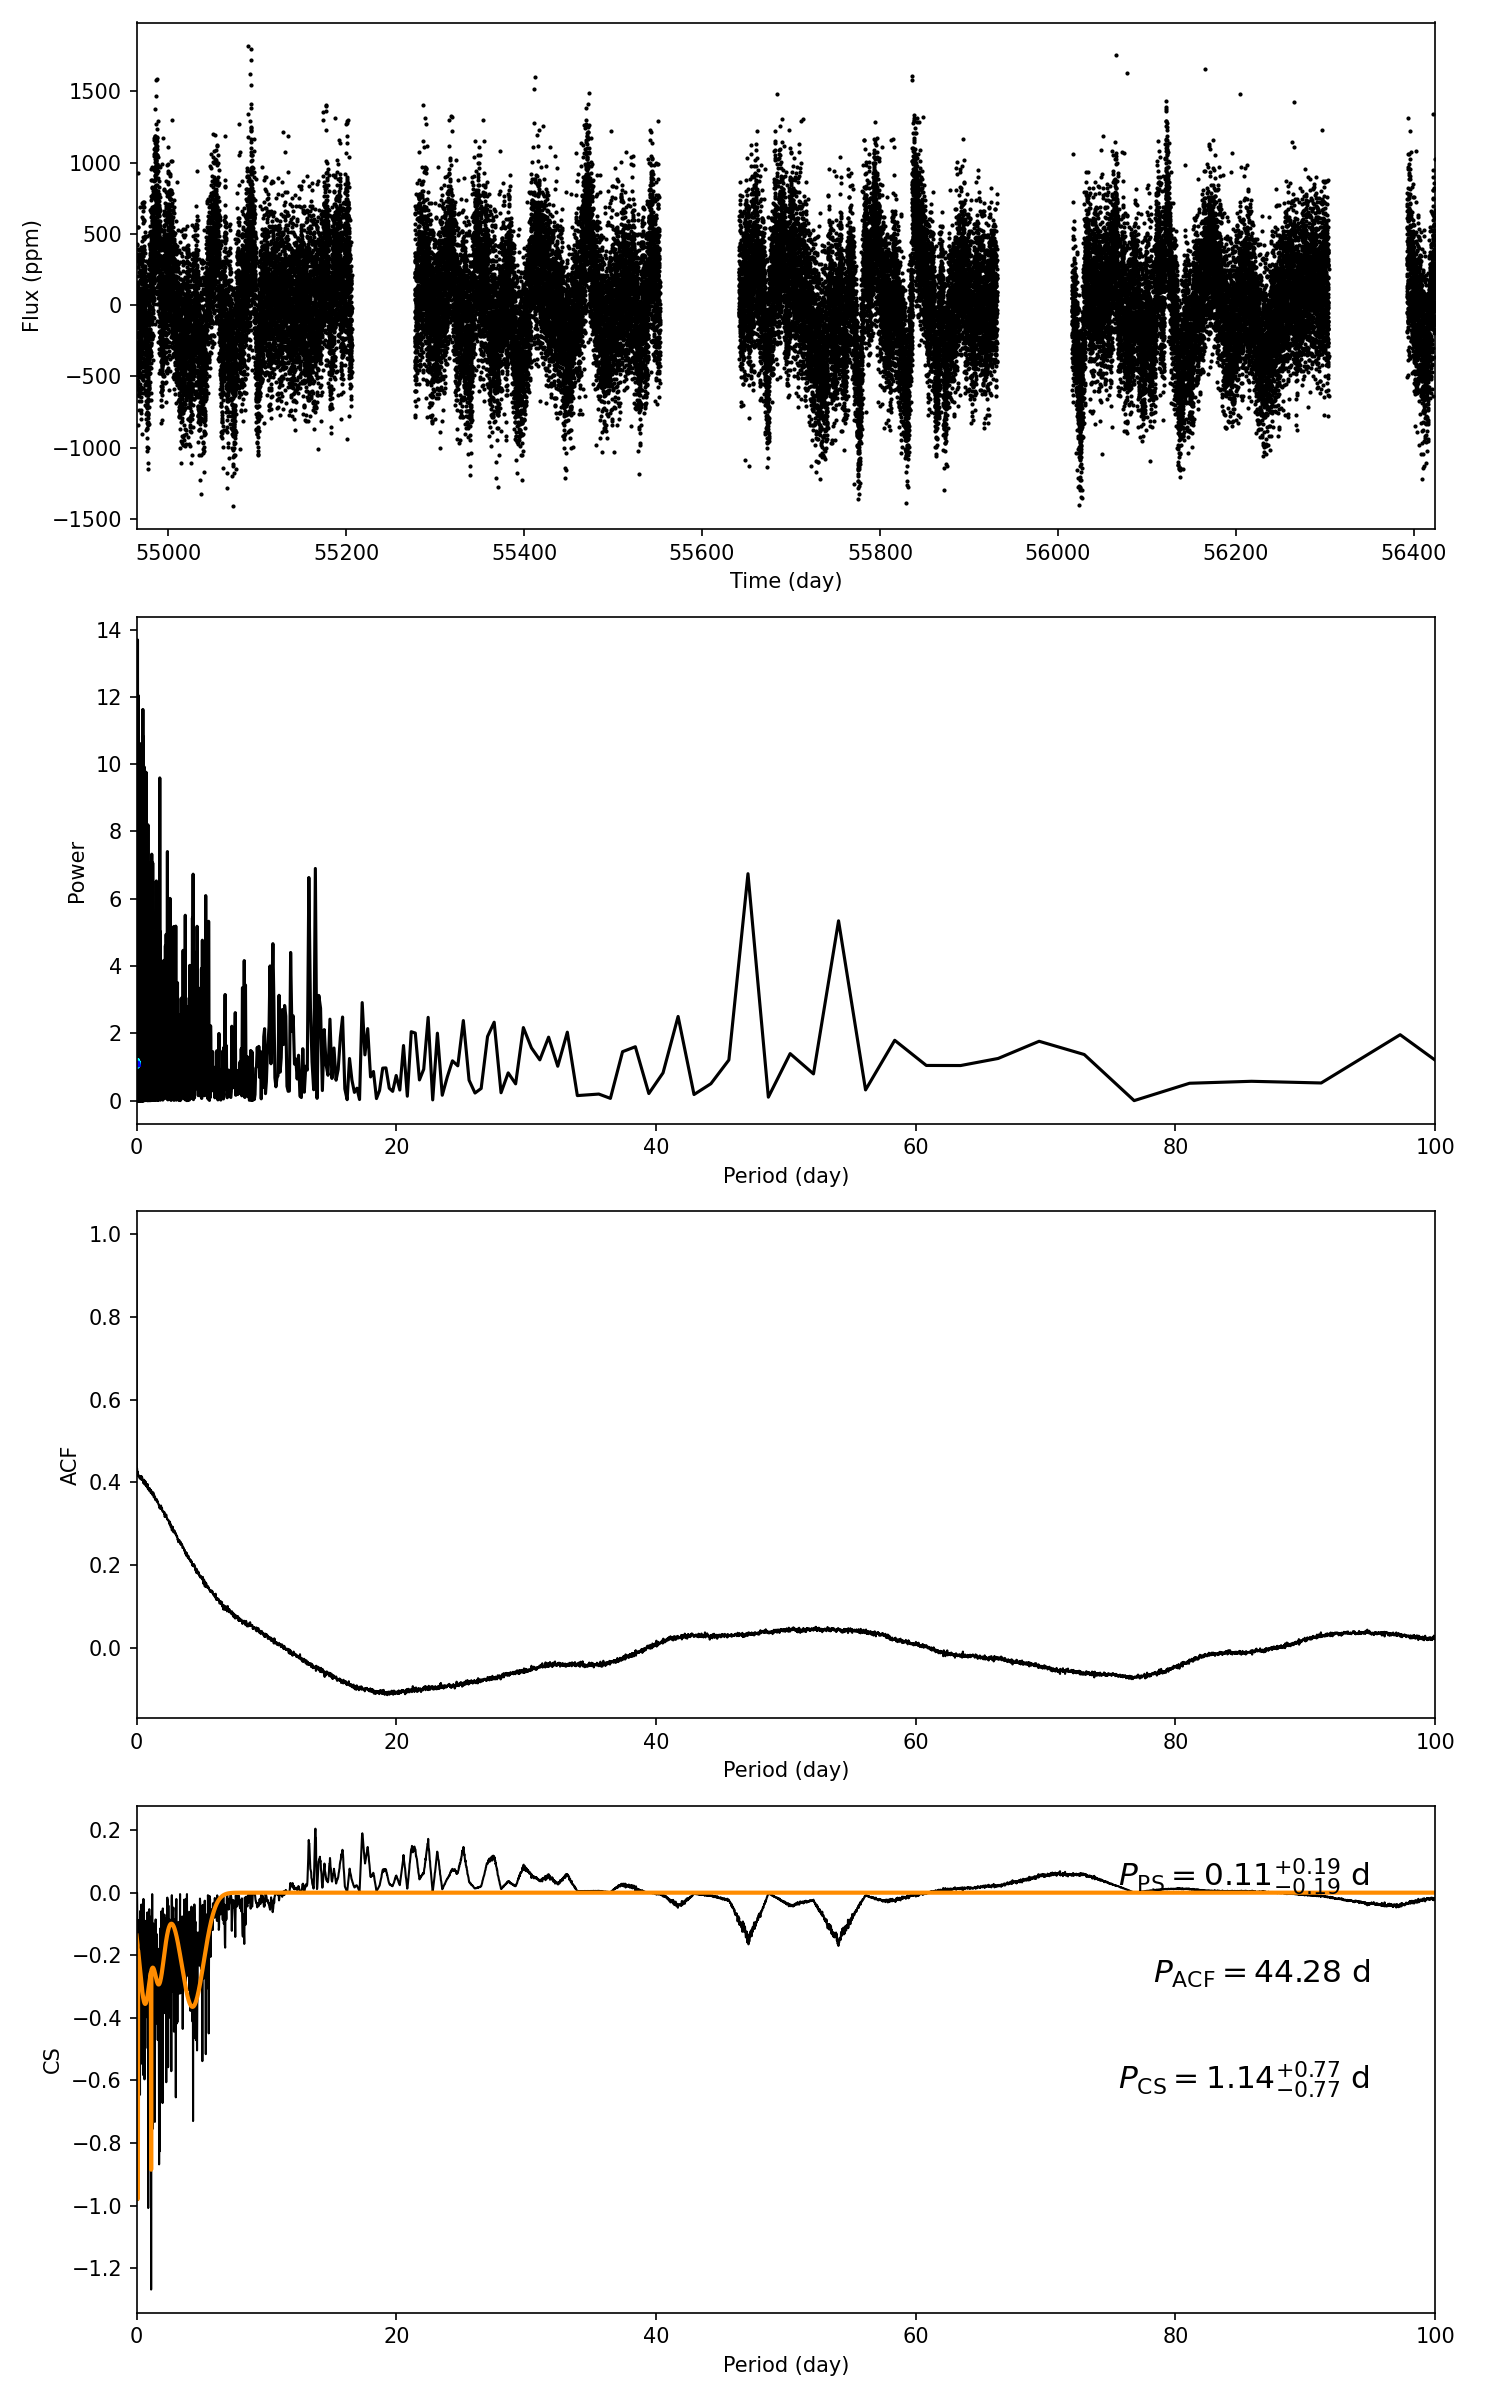 1500
1000
500
0
−500
−1000
−1500
Flux (ppm)
55000 55200 55400 55600 55800 56000 56200 56400
Time (day)
14
12
10
8
6
4
2
0
Power
0 20 40 60 80 100
Period (day)
1.0
0.8
0.6
0.4
0.2
0.0
ACF
0 20 40 60 80 100
Period (day)
0.2
0.0
−0.2
−0.4
−0.6
−0.8
−1.0
−1.2
CS
P_PS = 0.11 +0.19 −0.19 d
P_ACF = 44.28 d
P_CS = 1.14 +0.77 −0.77 d
0 20 40 60 80 100
Period (day)